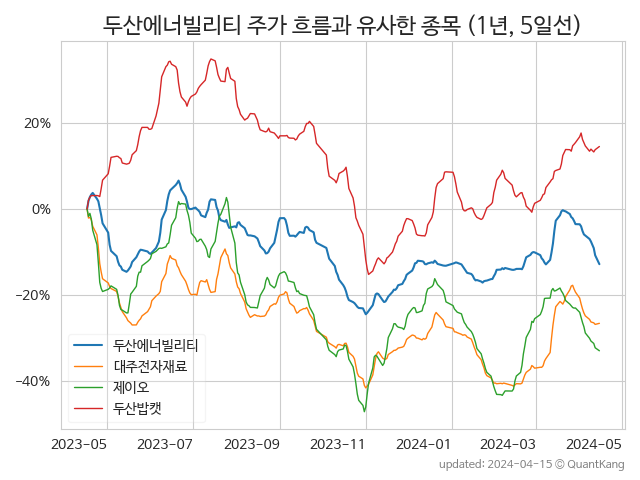 두산에너빌리티 주가 흐름과 유사한 종목 (1년, 5일선)
20%
0%
−20%
−40%
두산에너빌리티
대주전자재료
제이오
두산밥캣
2023-05 2023-07 2023-09 2023-11 2024-01 2024-03 2024-05
updated: 2024-04-15 © QuantKang